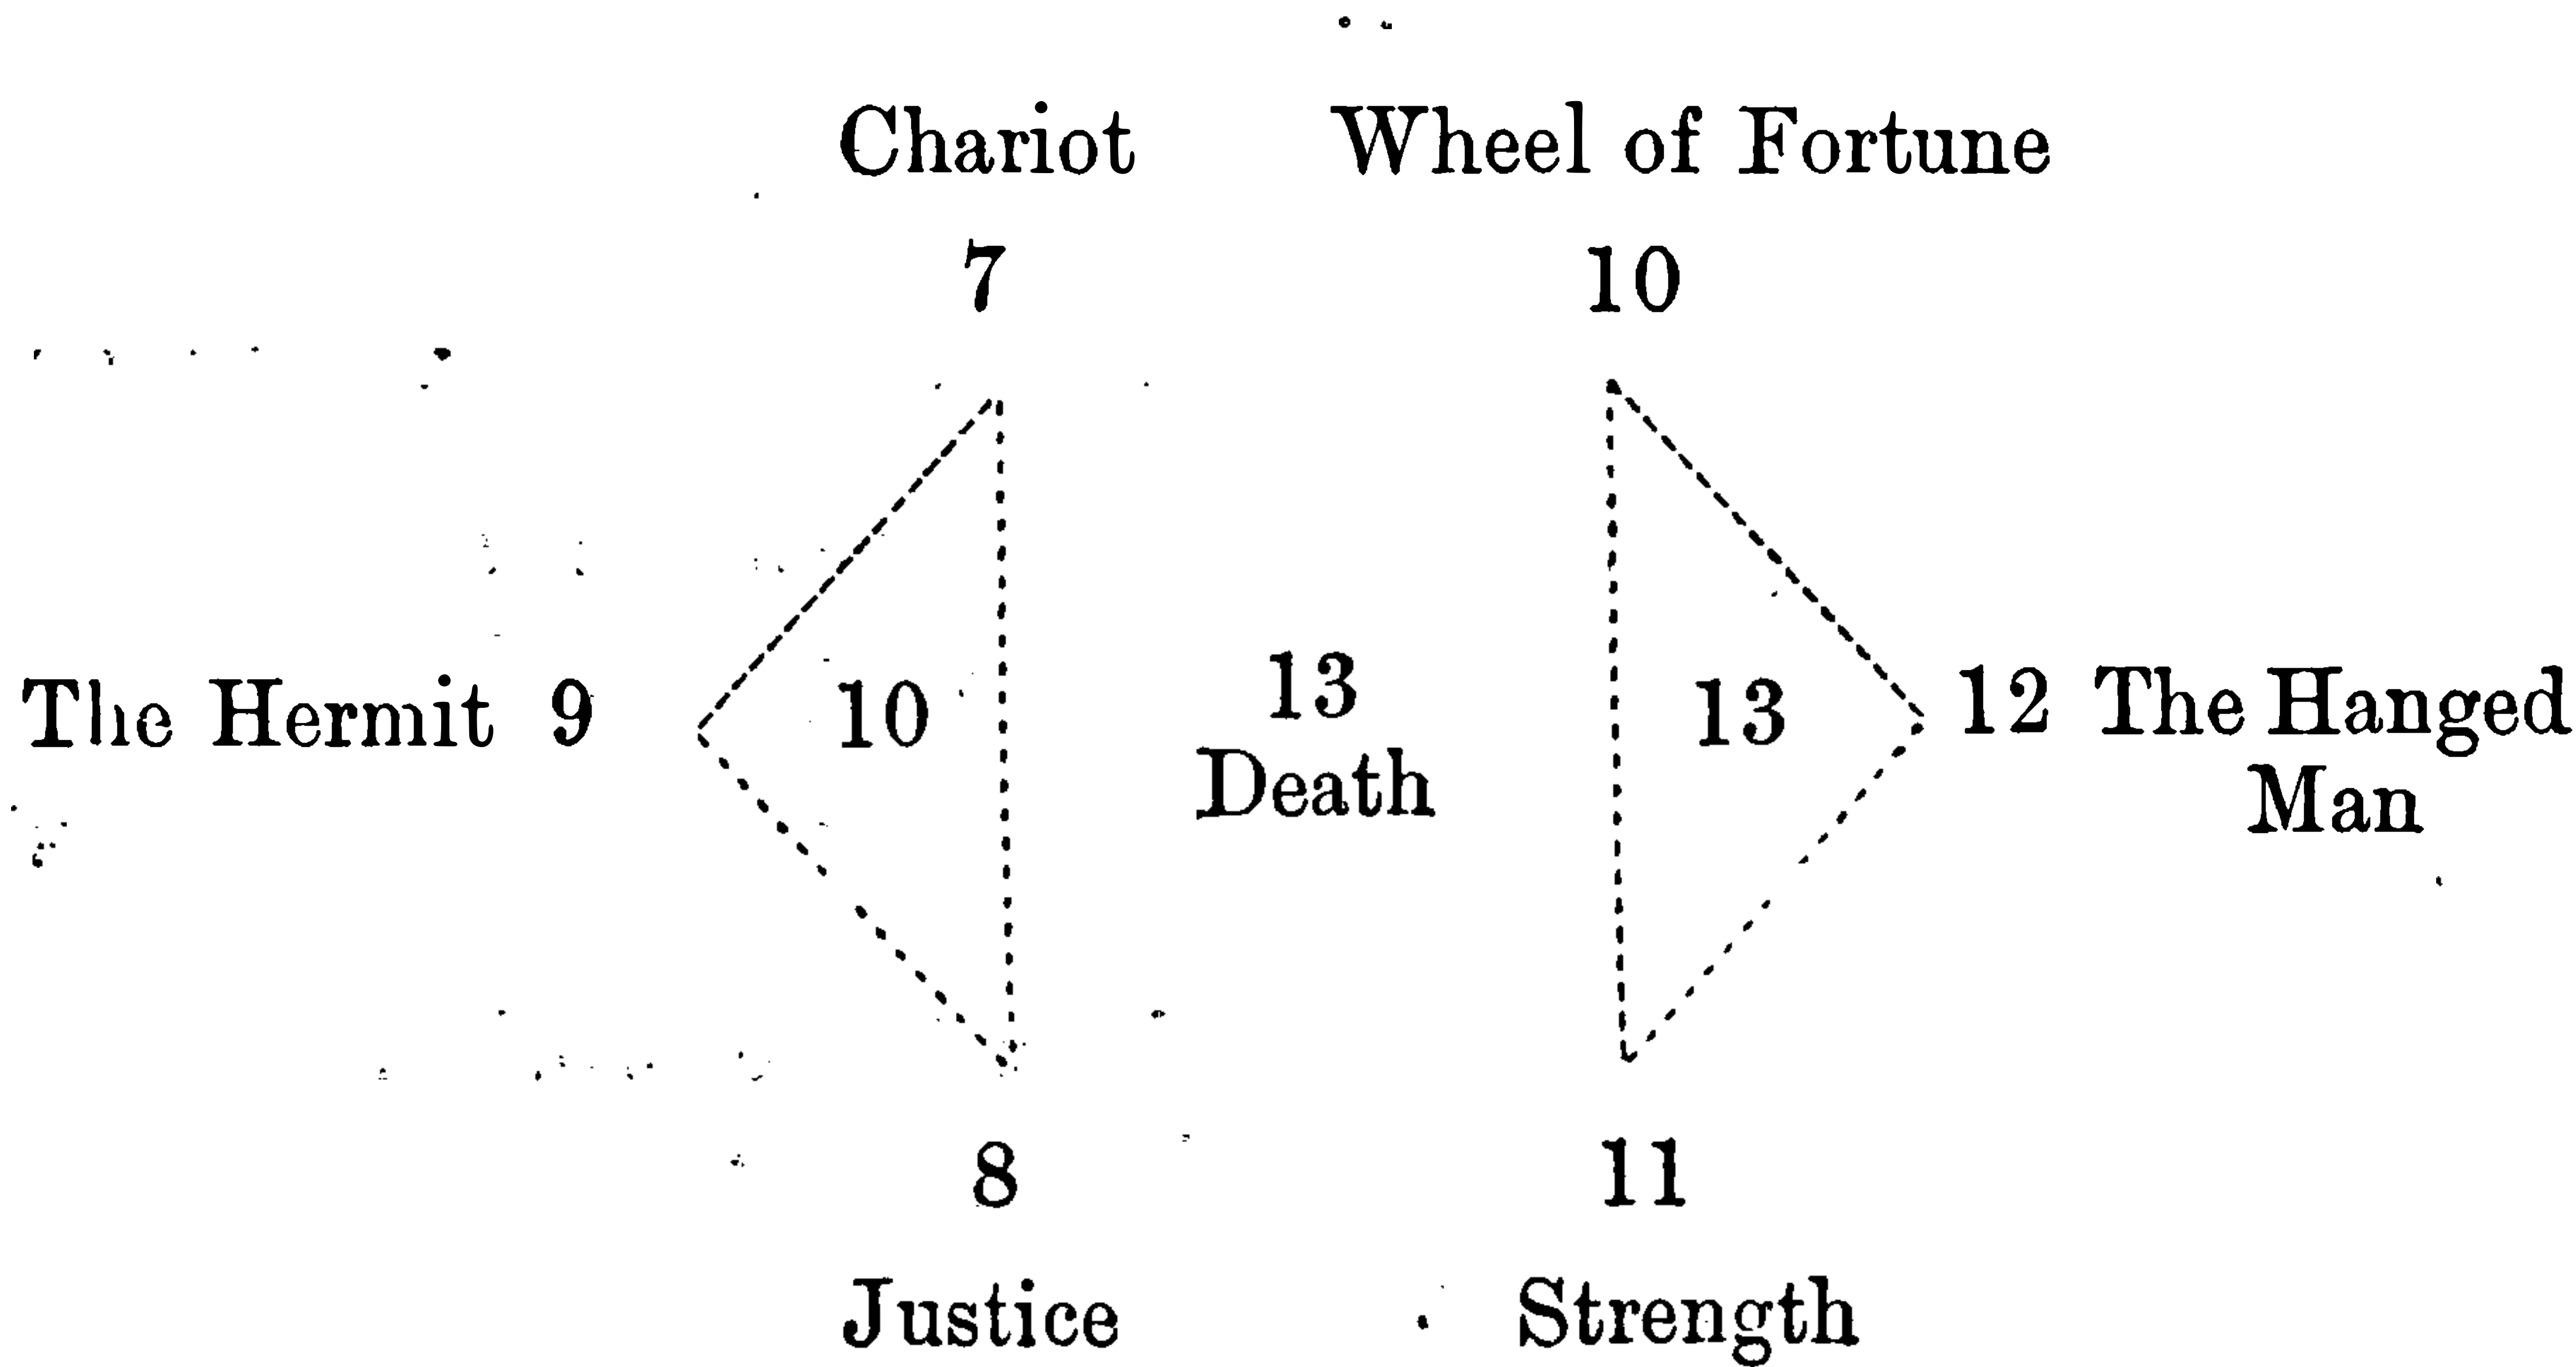 Chariot Wheel of Fortune
7 10
The Hermit 9 10 13 13 12 The Hanged
Death Man
8 11
Justice Strength